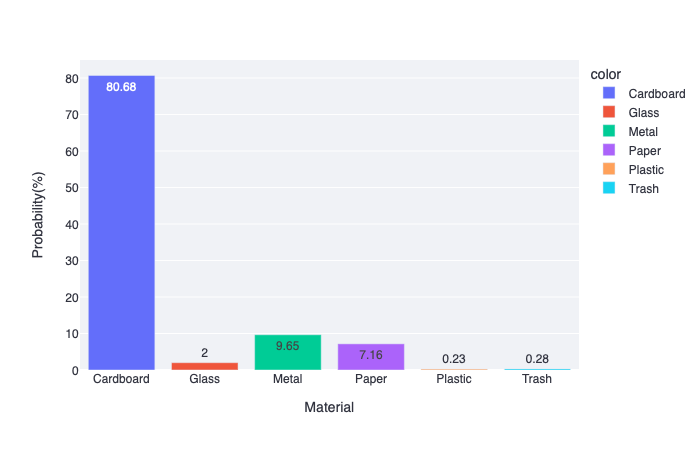 color
Cardboard
Glass
Metal
Paper
Plastic
Trash
Probability(%)
80
70
60
50
40
30
20
10
0
80.68
2
9.65
7.16
0.23
0.28
Cardboard Glass Metal Paper Plastic Trash
Material